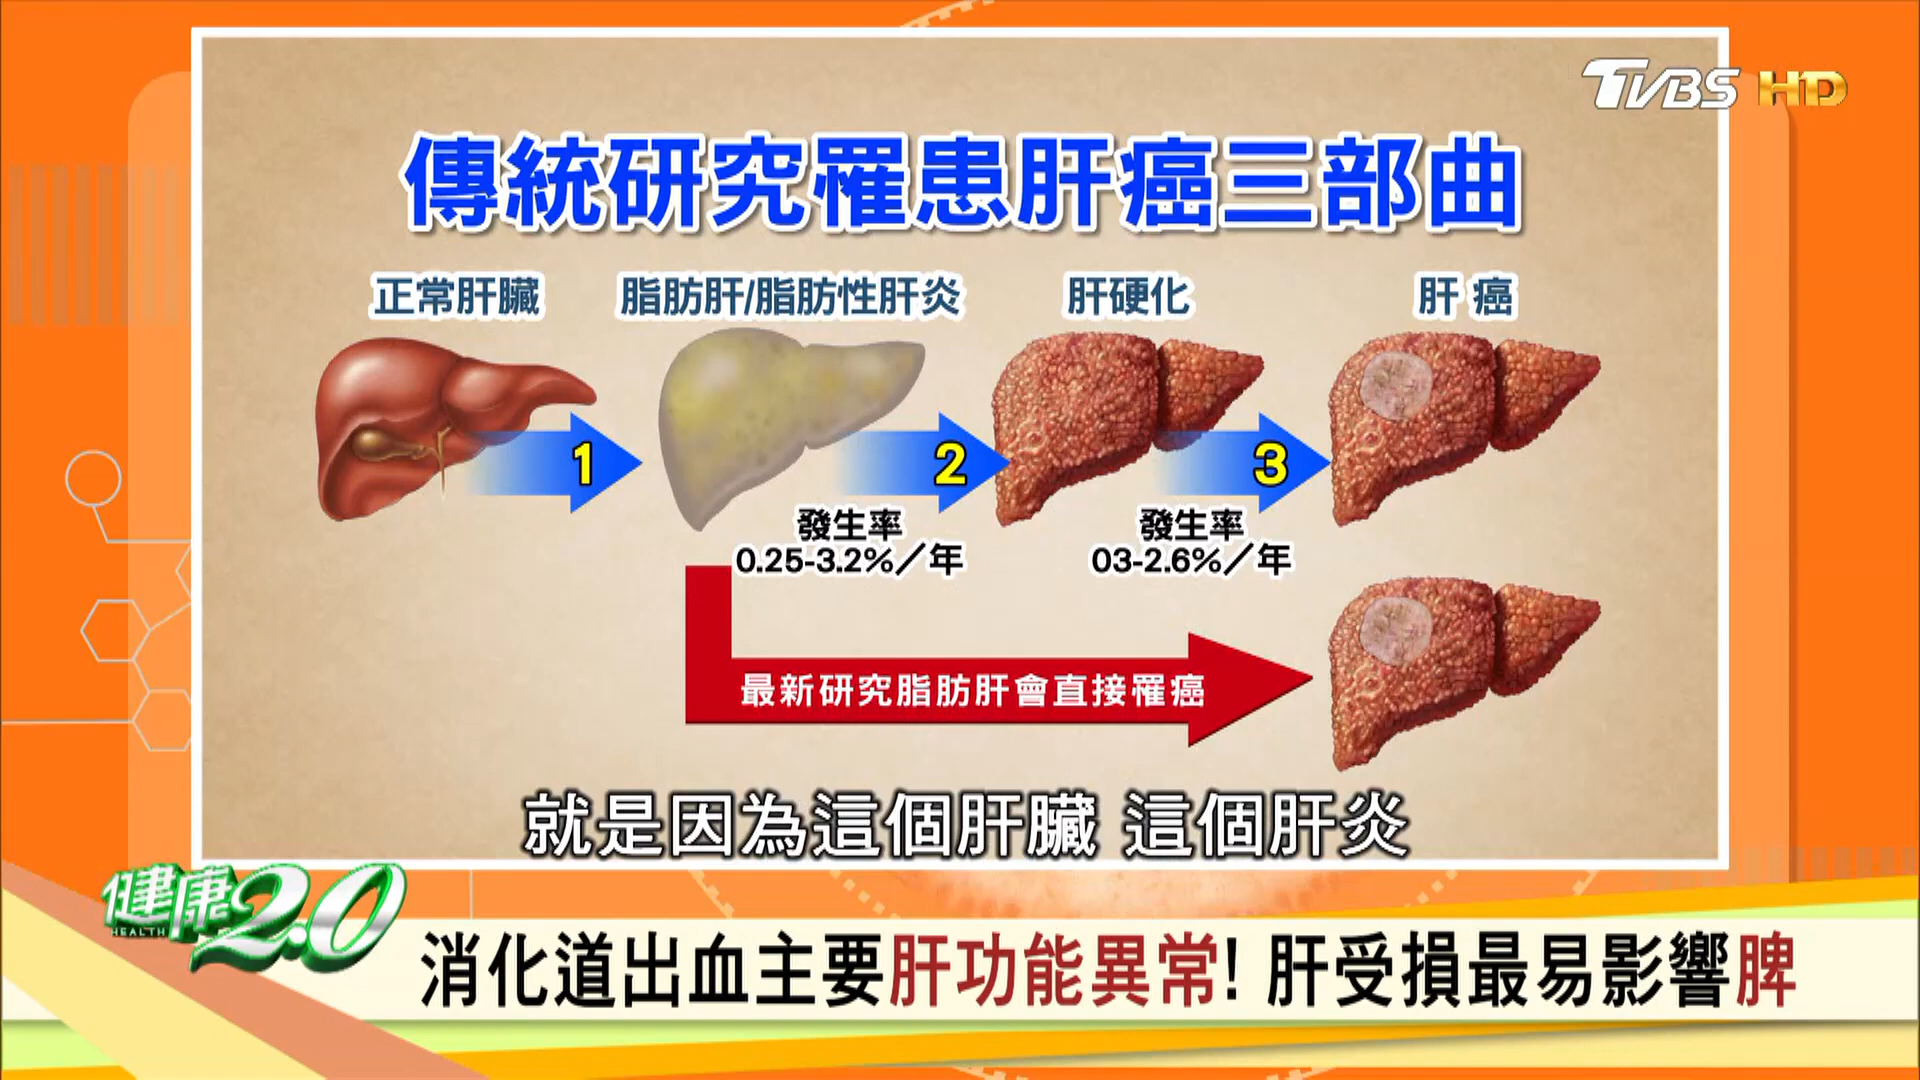 TVBS HD
傳統研究罹患肝癌三部曲
正常肝臟
脂肪肝/脂肪性肝炎
肝硬化
肝癌
1
2
3
發生率
0.25-3.2%／年
發生率
03-2.6%／年
最新研究脂肪肝會直接罹癌
就是因為這個肝臟 這個肝炎
健康2.0
HEALTH
消化道出血主要肝功能異常! 肝受損最易影響脾